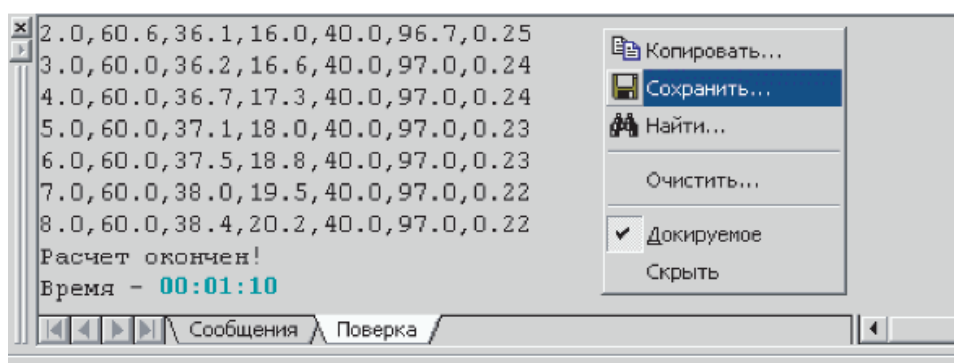 2.0,60.6,36.1,16.0,40.0,96.7,0.25
3.0,60.0,36.2,16.6,40.0,97.0,0.24
4.0,60.0,36.7,17.3,40.0,97.0,0.24
5.0,60.0,37.1,18.0,40.0,97.0,0.23
6.0,60.0,37.5,18.8,40.0,97.0,0.23
7.0,60.0,38.0,19.5,40.0,97.0,0.22
8.0,60.0,38.4,20.2,40.0,97.0,0.22
Расчет окончен!
Время - 00:01:10
Копировать...
Сохранить...
Найти...
Очистить...
Докируемое
Скрыть
Сообщения Поверка